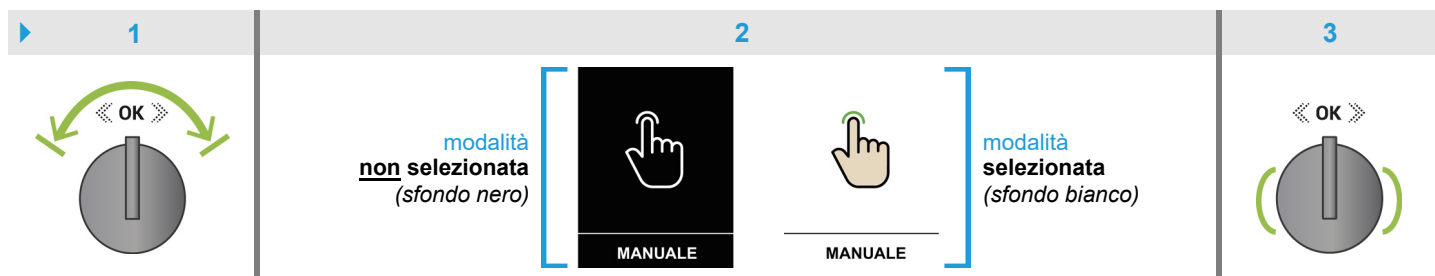 1
2
3
OK
modalità
non selezionata
(sfondo nero)
MANUALE
MANUALE
modalità
selezionata
(sfondo bianco)
OK